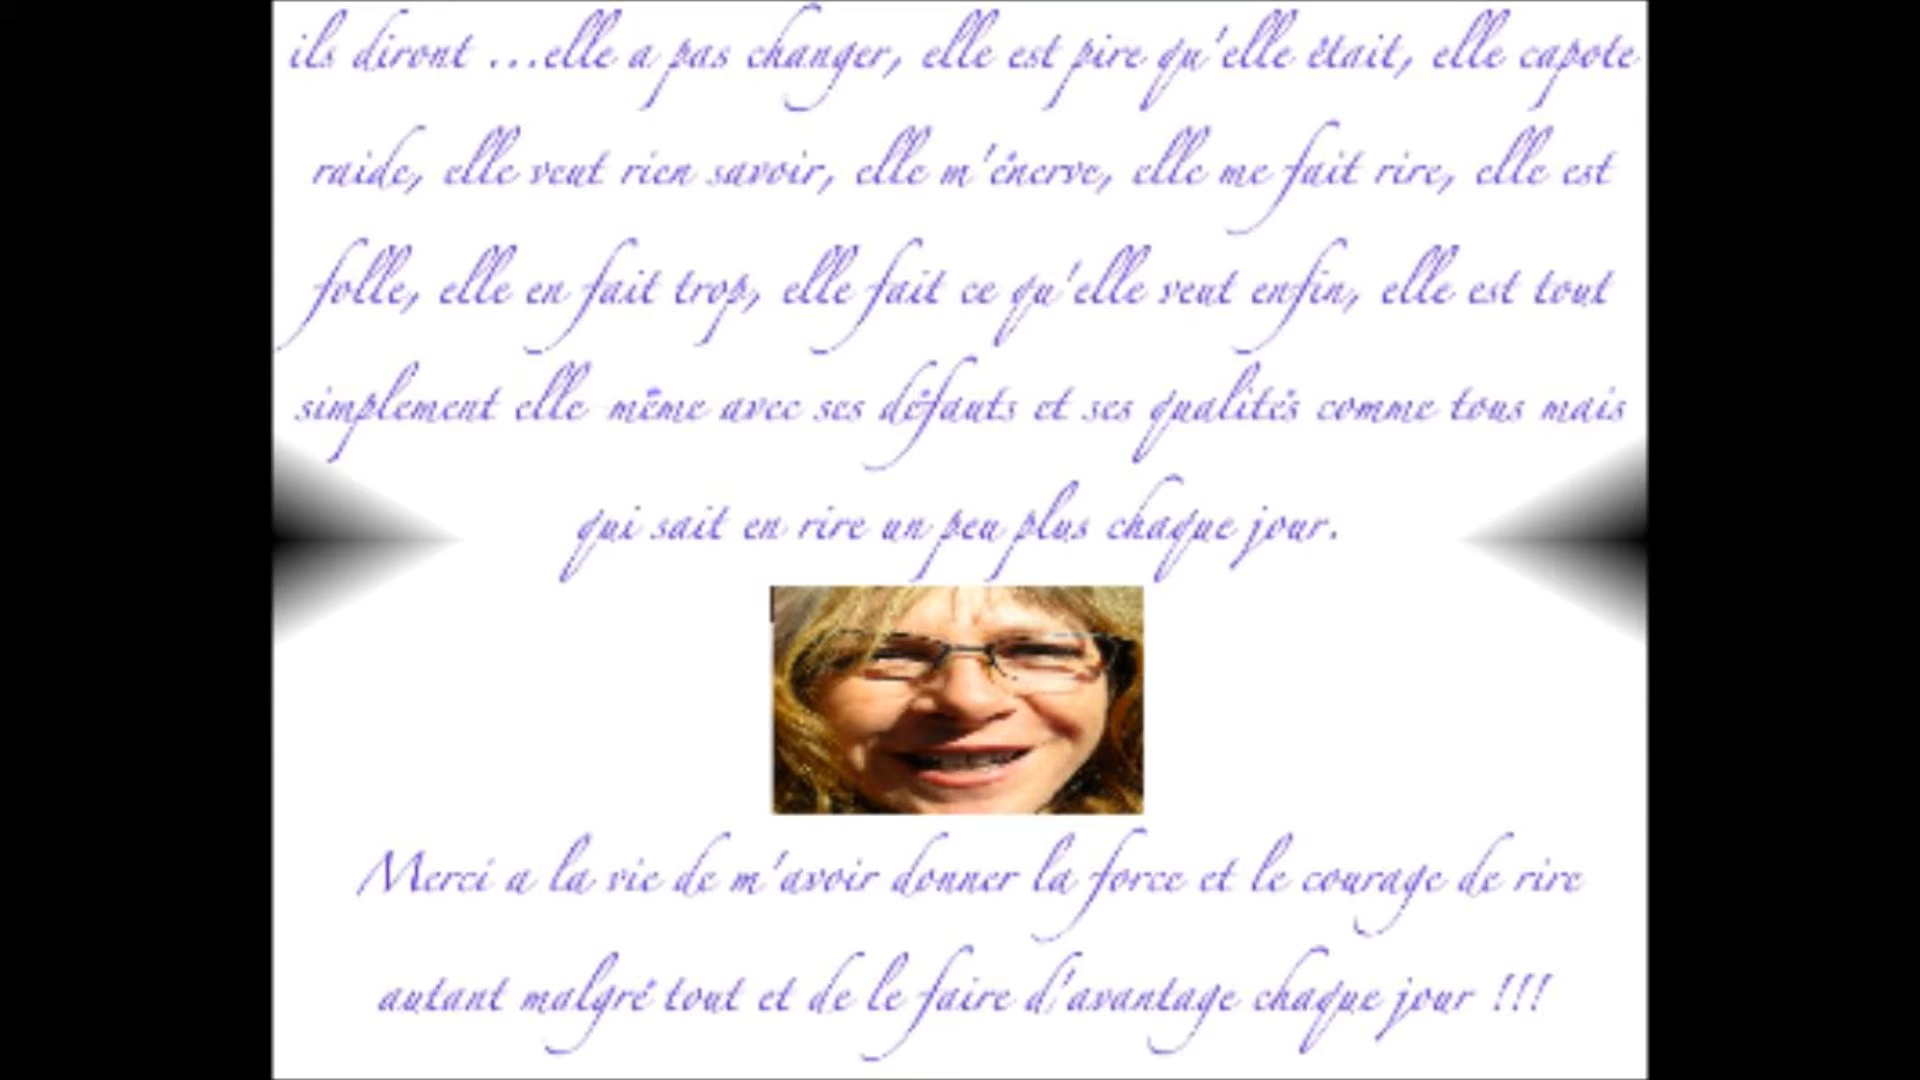 ils diront ...elle a pas changer, elle est pire qu'elle était, elle capote
raide, elle veut rien savoir, elle m'énerve, elle me fait rire, elle est
folle, elle en fait trop, elle fait ce qu'elle veut enfin, elle est tout
simplement elle même avec ses défauts et ses qualités comme tous mais
qui sait en rire un peu plus chaque jour.
Merci a la vie de m'avoir donner la force et le courage de rire
autant malgré tout et de le faire d'avantage chaque jour !!!